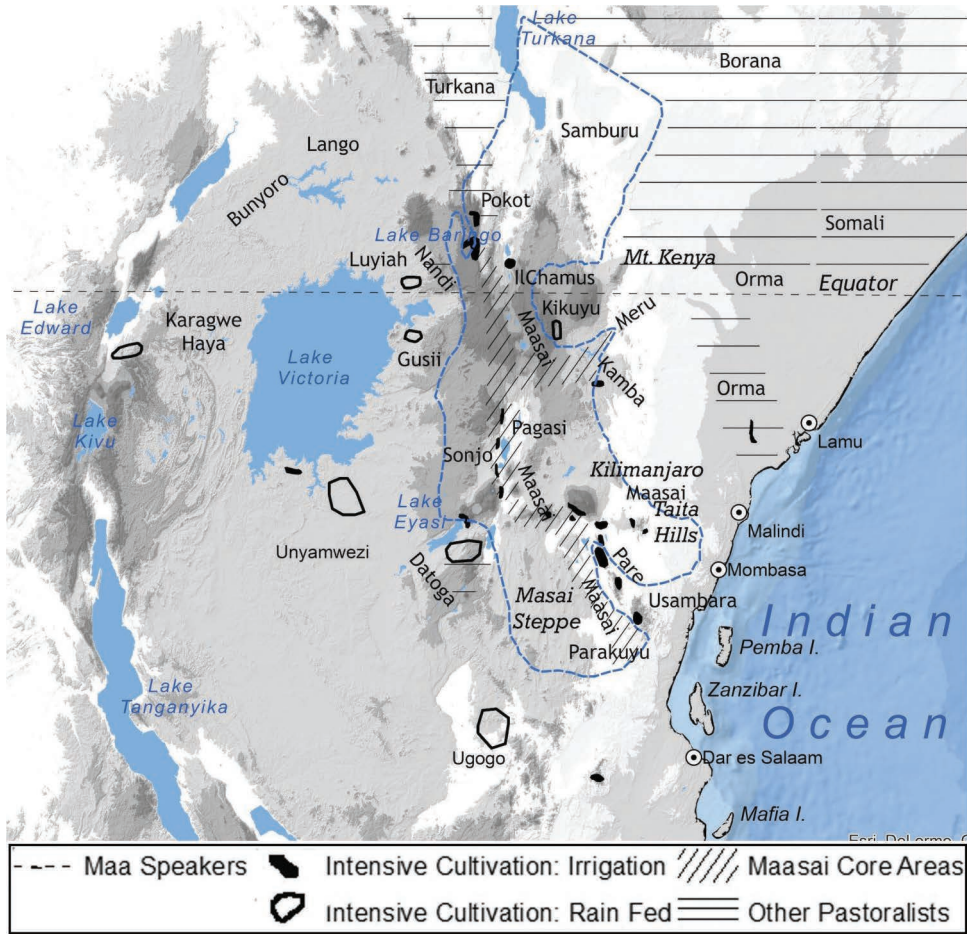 Lake
Turkana
Borana
Turkana
Samburu
Lango
Bunyoro
Pokot
Somali
Lake Baringo
Luyiah
Nandi
Mt. Kenya
IlChamus
Orma
Equator
Lake
Edward
Karagwe
Haya
Kikuyu
Maasai
Meru
Gusii
Lake
Victoria
Kamba
Orma
Lake
Kivu
Pagasi
Lamu
Sonjo
Kilimanjaro
Maasai
Maasai
Taita
Hills
Lake
Eyasi
Malindi
Unyamwezi
Datoga
Pare
Mombasa
Masai
Steppe
Maasai
Usambara
Indian
Parakuyu
Pemba I.
Lake
Tanganyika
Zanzibar I.
Ocean
Ugogo
Dar es Salaam
Mafia I.
Esri, DeLorme,
Maa Speakers
Intensive Cultivation: Irrigation
Maasai Core Areas
Intensive Cultivation: Rain Fed
Other Pastoralists